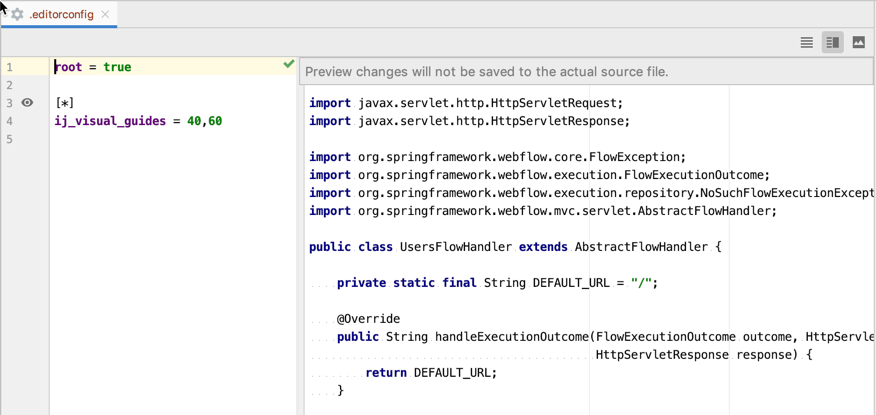 .editorconfig
1 root = true
2
3 [*]
4 ij_visual_guides = 40,60
5
Preview changes will not be saved to the actual source file.
import javax.servlet.http.HttpServletRequest;
import javax.servlet.http.HttpServletResponse;
import org.springframework.webflow.core.FlowException;
import org.springframework.webflow.execution.FlowExecutionOutcome;
import org.springframework.webflow.execution.repository.NoSuchFlowExecutionExcept
import org.springframework.webflow.mvc.servlet.AbstractFlowHandler;
public class UsersFlowHandler extends AbstractFlowHandler {
private static final String DEFAULT_URL = "/";
@Override
public String handleExecutionOutcome(FlowExecutionOutcome outcome, HttpServle
HttpServletResponse response) {
return DEFAULT_URL;
}